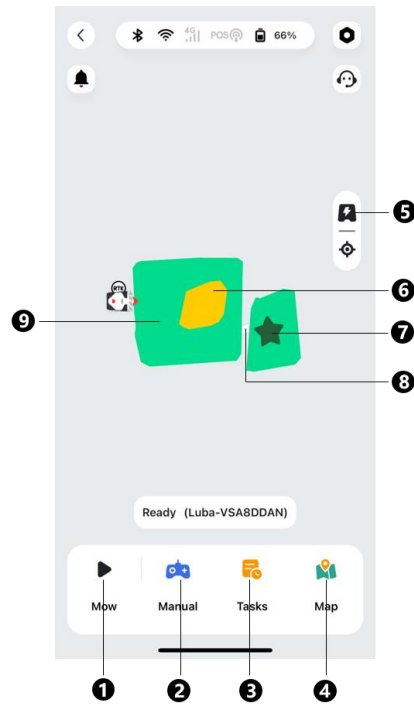 4G POS 66%
5
6
RTK
9
7
8
Ready (Luba-VSA8DDAN)
Mow Manual Tasks Map
1 2 3 4